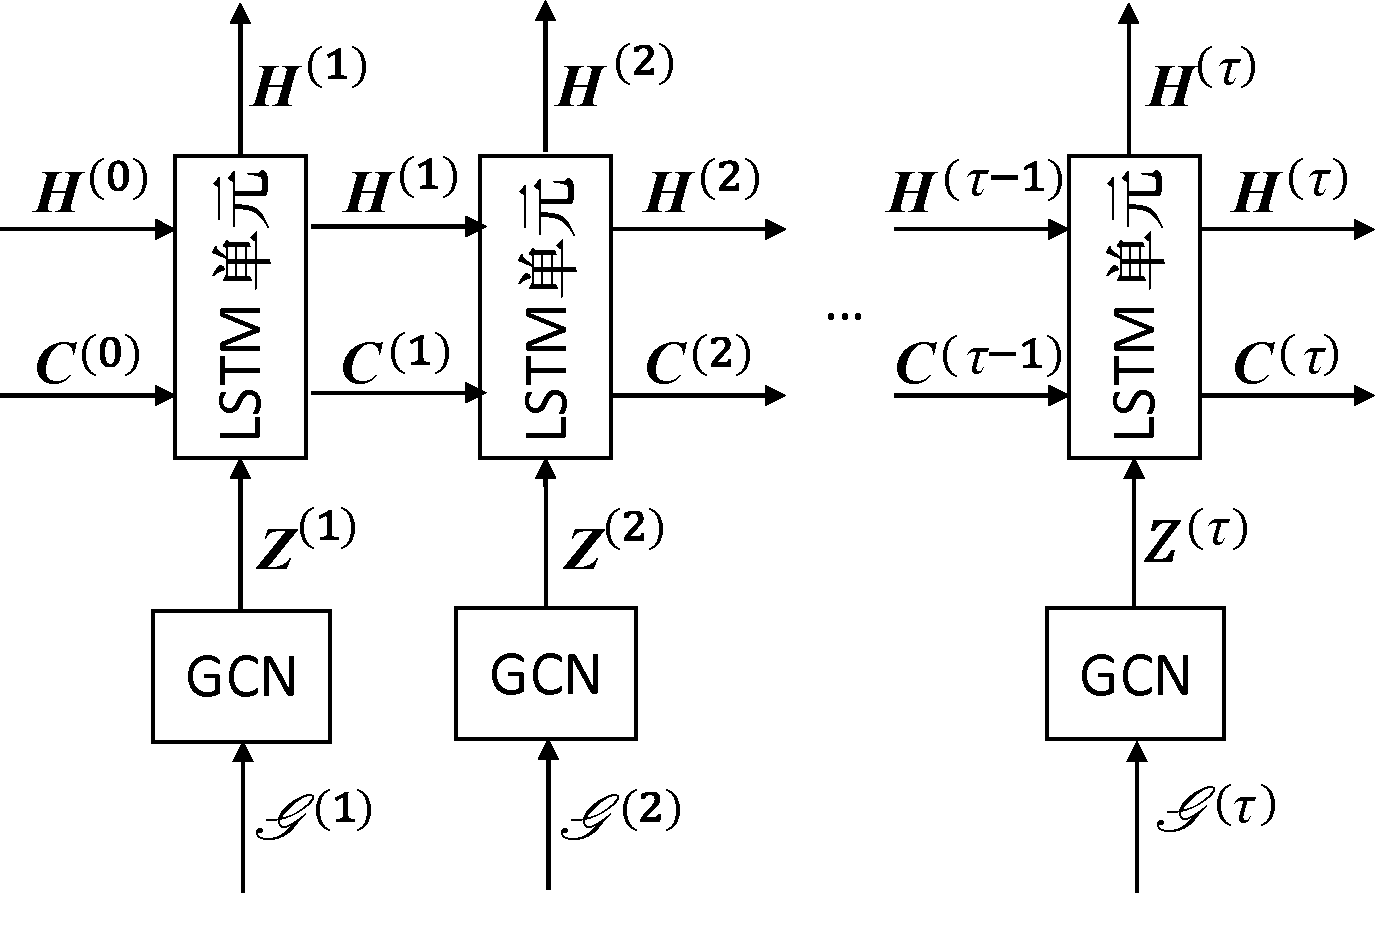 H(1) H(2) H(τ)
H(0) H(1) H(2) H(τ−1) H(τ)
LSTM 单元 LSTM 单元 LSTM 单元
...
C(0) C(1) C(2) C(τ−1) C(τ)
Z(1) Z(2) Z(τ)
GCN GCN GCN
𝒢(1) 𝒢(2) 𝒢(τ)